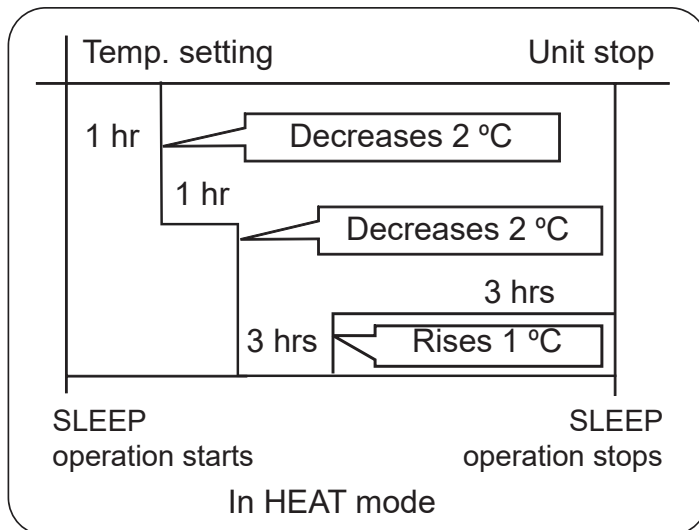 Temp. setting
Unit stop
1 hr
Decreases 2 ºC
1 hr
Decreases 2 ºC
3 hrs
3 hrs
Rises 1 ºC
SLEEP
operation starts
SLEEP
operation stops
In HEAT mode